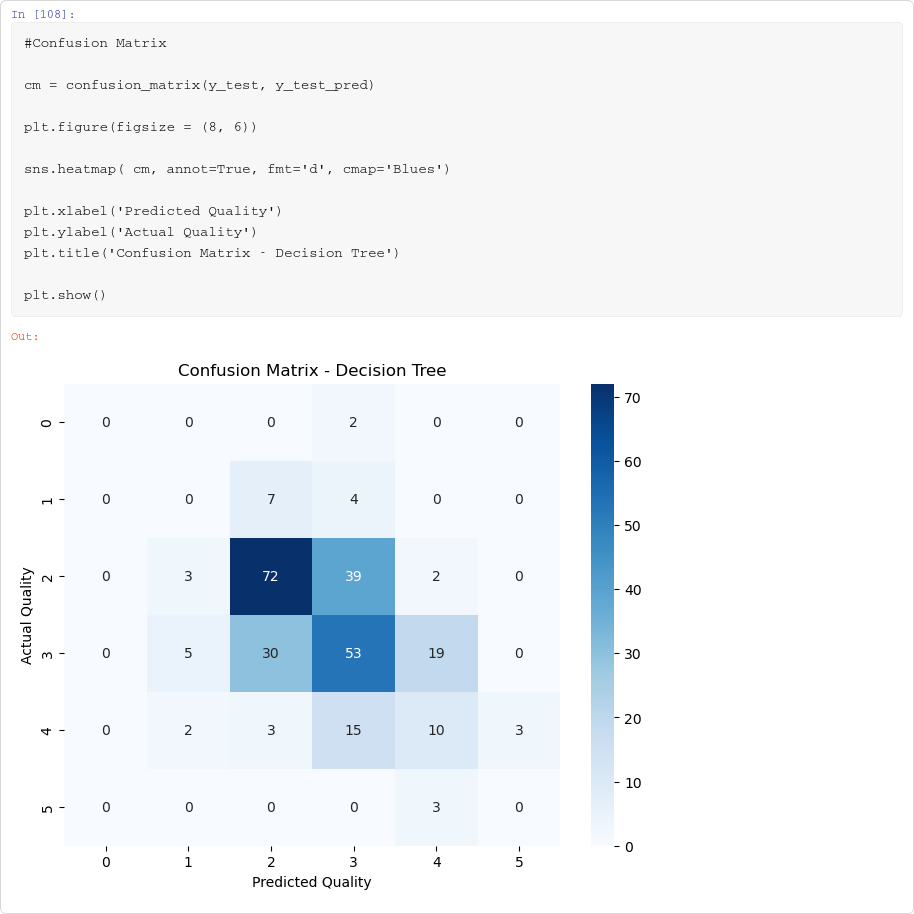 In [108]:
#Confusion Matrix
cm = confusion_matrix(y_test, y_test_pred)
plt.figure(figsize = (8, 6))
sns.heatmap( cm, annot=True, fmt='d', cmap='Blues')
plt.xlabel('Predicted Quality')
plt.ylabel('Actual Quality')
plt.title('Confusion Matrix - Decision Tree')
plt.show()
Out:
Confusion Matrix - Decision Tree
0 0 0 0 2 0 0
1 0 0 7 4 0 0
2 0 3 72 39 2 0
3 0 5 30 53 19 0
4 0 2 3 15 10 3
5 0 0 0 0 3 0
0 1 2 3 4 5
Predicted Quality
Actual Quality
70
60
50
40
30
20
10
0